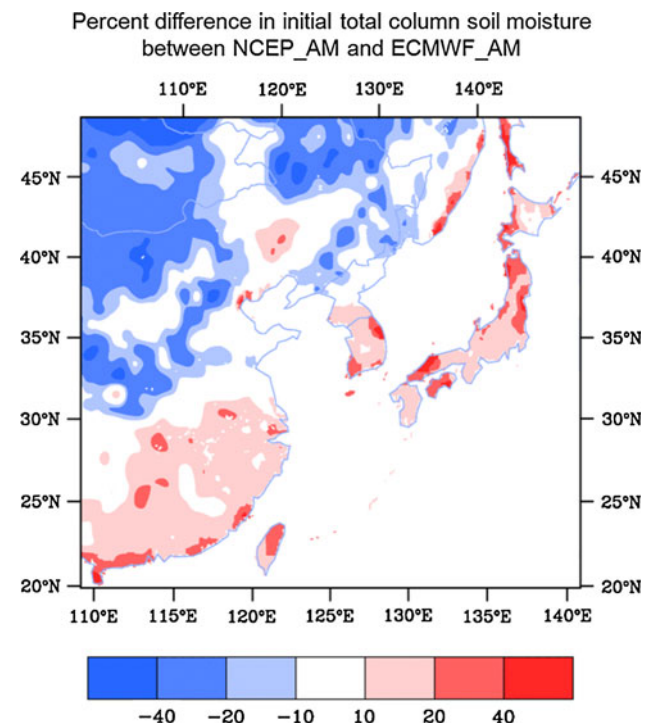 Percent difference in initial total column soil moisture
between NCEP_AM and ECMWF_AM
110°E 120°E 130°E 140°E
45°N 45°N
40°N 40°N
35°N 35°N
30°N 30°N
25°N 25°N
20°N 20°N
110°E 115°E 120°E 125°E 130°E 135°E 140°E
−40 −20 −10 10 20 40